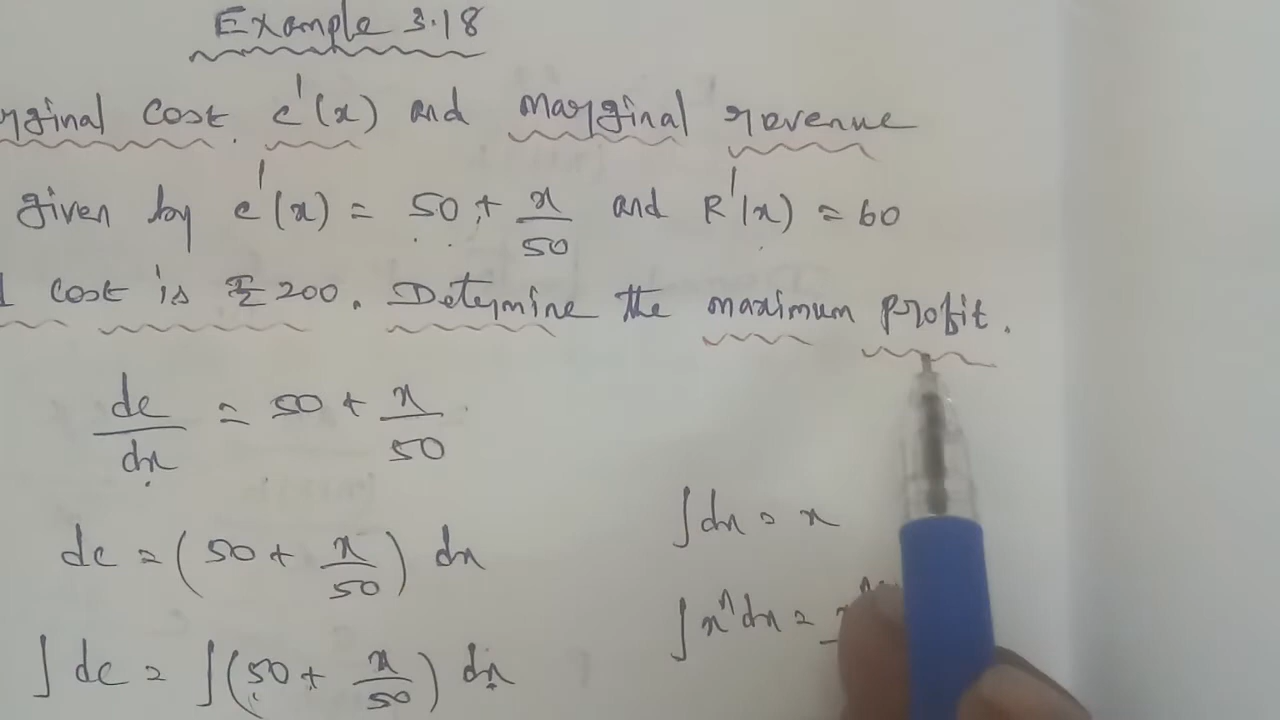 Example 3.18
rginal cost c'(x) and marginal revenue
given by c'(x) = 50 + x/50 and R'(x) = 60
cost is ₹ 200. Determine the maximum profit.
dc/dx = 50 + x/50
dc = (50 + x/50) dx
∫dx = x
∫xⁿ dx =
∫dc = ∫(50 + x/50) dx